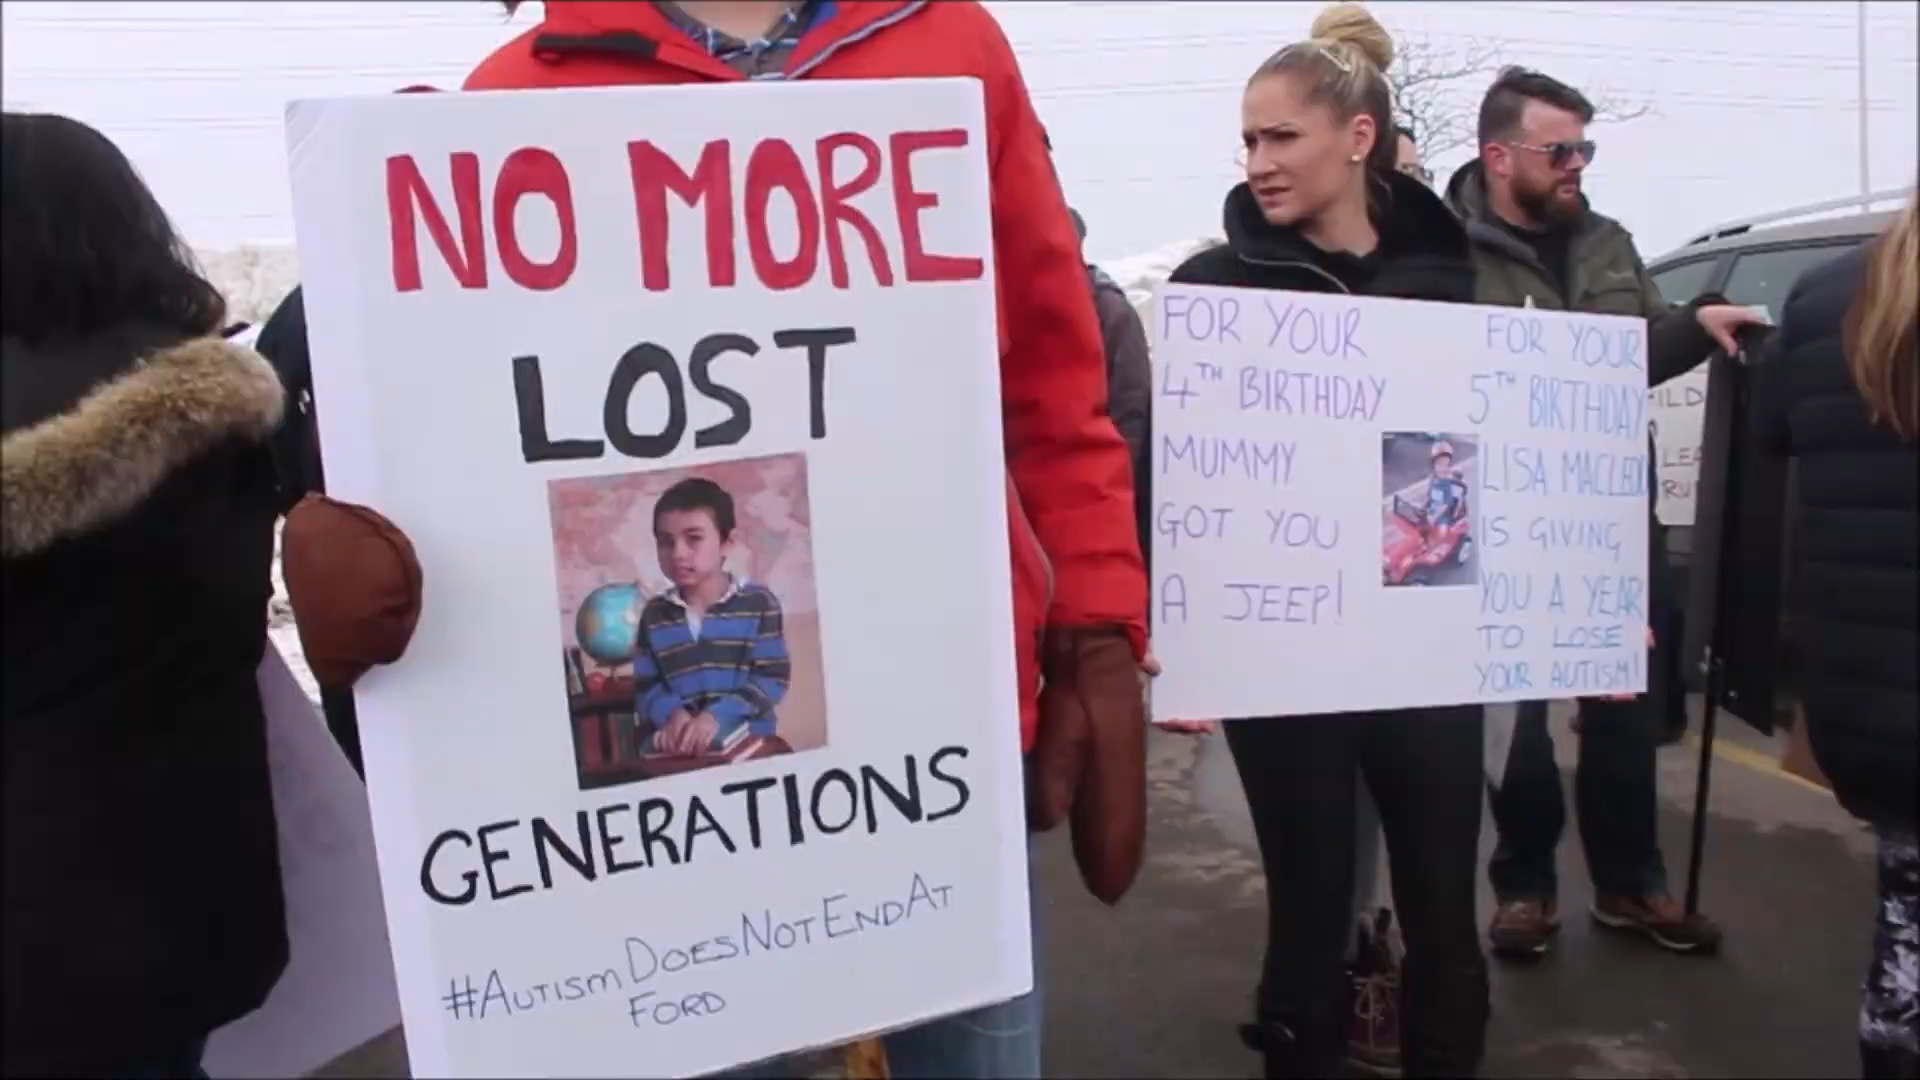 NO MORE
LOST
GENERATIONS
#AUTISMDOESNOTENDAT
FORD
FOR YOUR
4TH BIRTHDAY
MUMMY
GOT YOU
A JEEP!
FOR YOUR
5TH BIRTHDAY
LISA MACLEOD
IS GIVING
YOU A YEAR
TO LOSE
YOUR AUTISM!